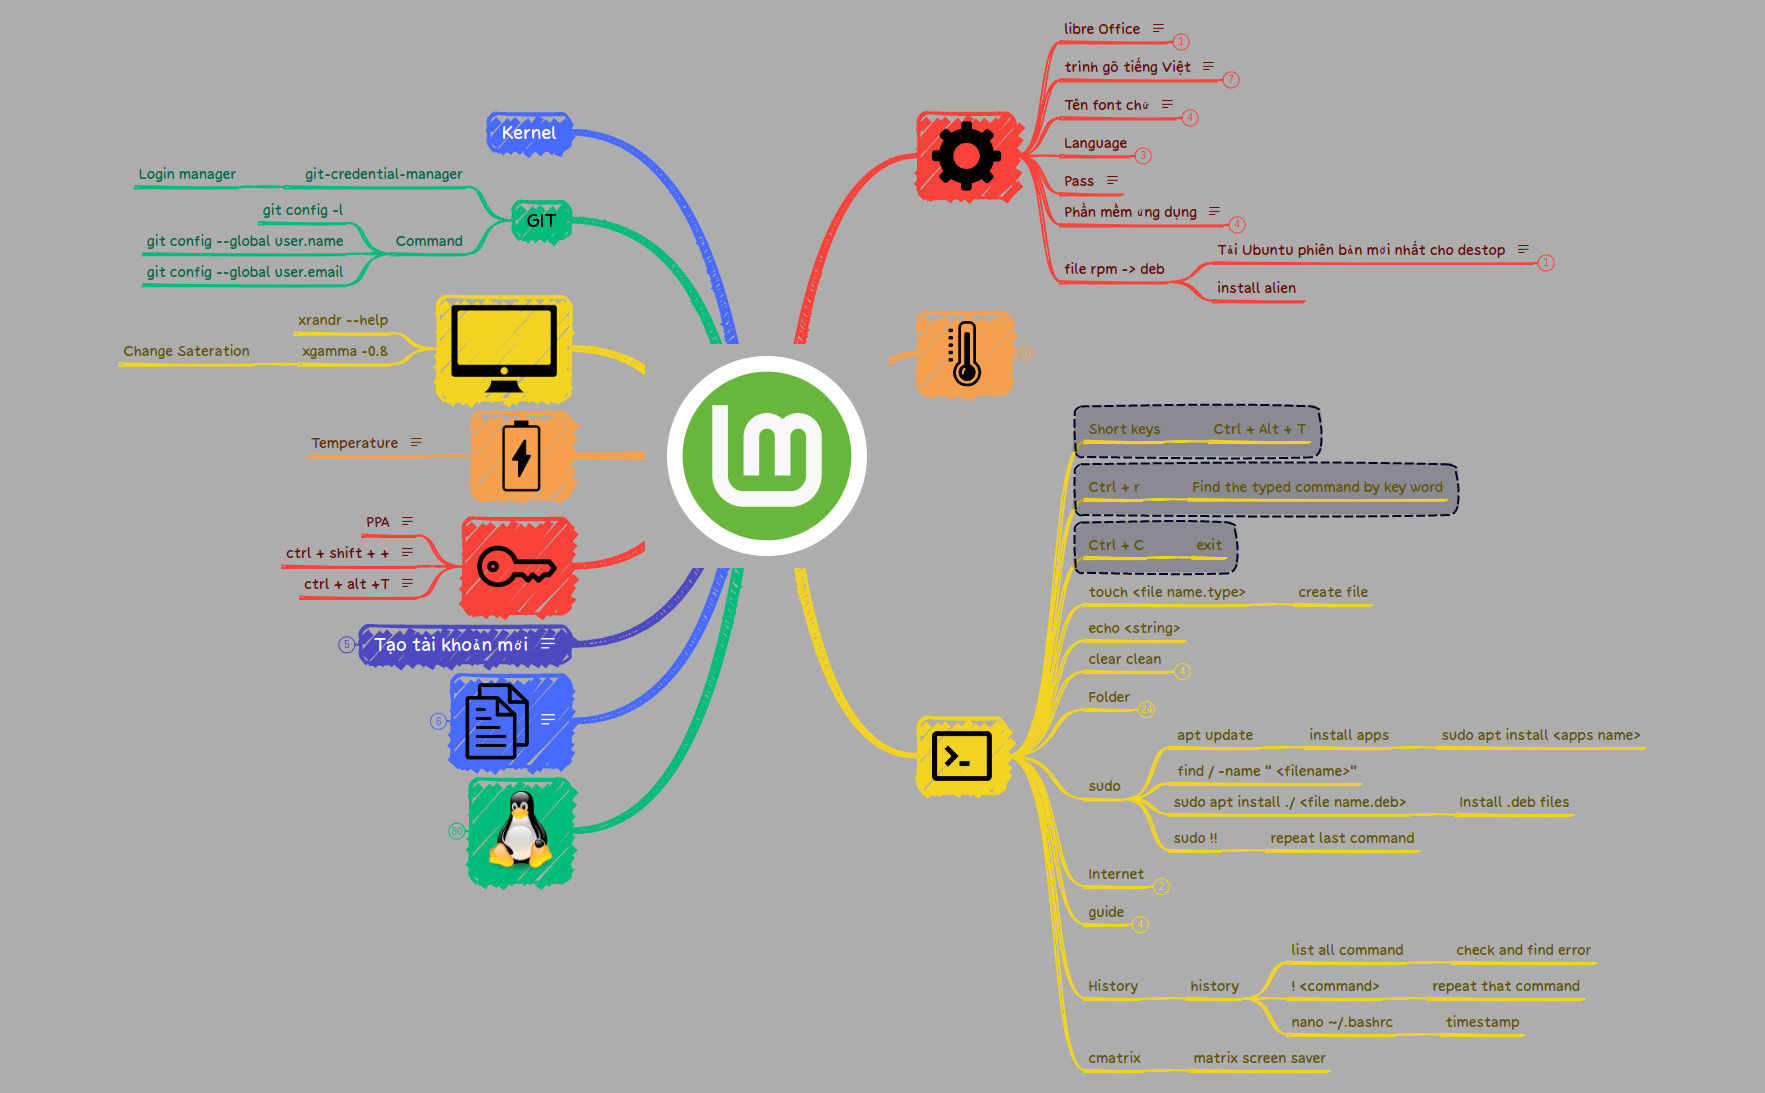 Kernel
GIT
git-credential-manager
Login manager
Command
git config -l
git config --global user.name
git config --global user.email
xrandr --help
xgamma -0.8
Change Sateration
Temperature
PPA
ctrl + shift + +
ctrl + alt +T
Tạo tài khoản mới
5
6
80
lm
libre Office
1
trình gõ tiếng Việt
7
Tên font chữ
4
Language
3
Pass
Phần mềm ứng dụng
4
file rpm -> deb
Tải Ubuntu phiên bản mới nhất cho destop
1
install alien
Short keys
Ctrl + Alt + T
Ctrl + r
Find the typed command by key word
Ctrl + C
exit
touch <file name.type>
create file
echo <string>
clear clean
4
Folder
24
sudo
apt update
install apps
sudo apt install <apps name>
find / -name " <filename>"
sudo apt install ./ <file name.deb>
Install .deb files
sudo !!
repeat last command
Internet
2
guide
4
History
history
list all command
check and find error
! <command>
repeat that command
nano ~/.bashrc
timestamp
cmatrix
matrix screen saver